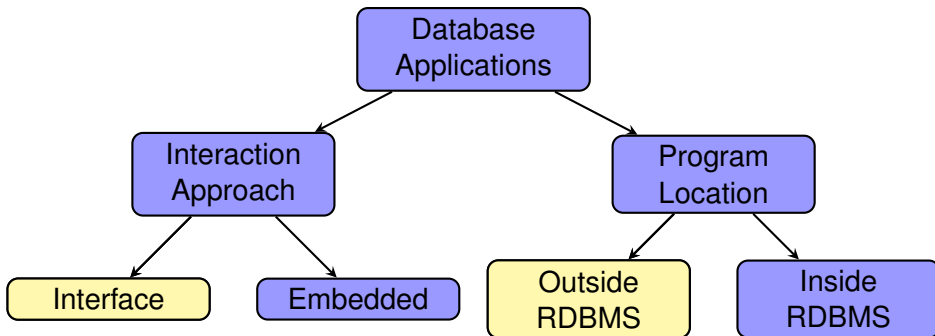 Database
Applications
Interaction
Approach
Program
Location
Interface
Embedded
Outside
RDBMS
Inside
RDBMS